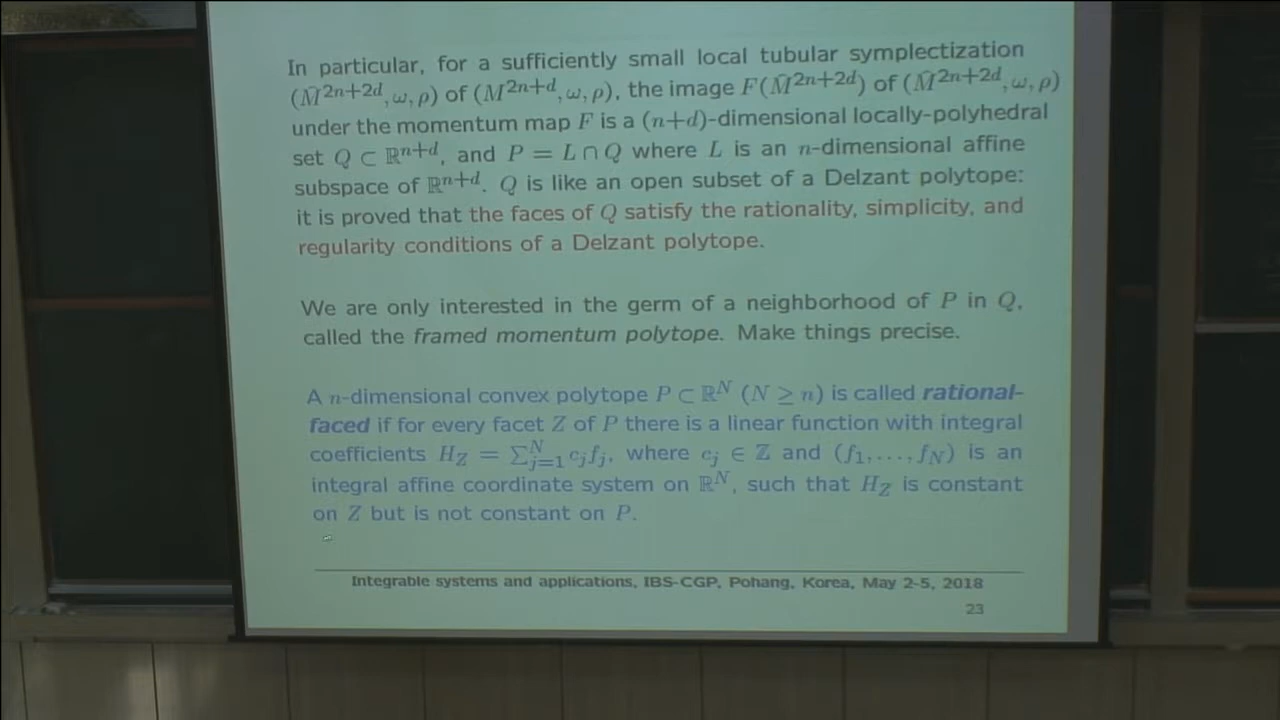 In particular, for a sufficiently small local tubular symplectization
(M̃^{2n+2d}, ω, ρ) of (M^{2n+d}, ω, ρ), the image F(M̃^{2n+2d}) of (M̃^{2n+2d}, ω, ρ)
under the momentum map F is a (n+d)-dimensional locally-polyhedral
set Q ⊂ ℝ^{n+d}, and P = L ∩ Q where L is an n-dimensional affine
subspace of ℝ^{n+d}. Q is like an open subset of a Delzant polytope:
it is proved that the faces of Q satisfy the rationality, simplicity, and
regularity conditions of a Delzant polytope.
We are only interested in the germ of a neighborhood of P in Q,
called the framed momentum polytope. Make things precise.
A n-dimensional convex polytope P ⊂ ℝ^N (N ≥ n) is called rational-
faced if for every facet Z of P there is a linear function with integral
coefficients H_Z = ∑_{j=1}^N c_j f_j, where c_j ∈ ℤ and (f_1, ..., f_N) is an
integral affine coordinate system on ℝ^N, such that H_Z is constant
on Z but is not constant on P.
Integrable systems and applications, IBS-CGP, Pohang, Korea, May 2-5, 2018
23